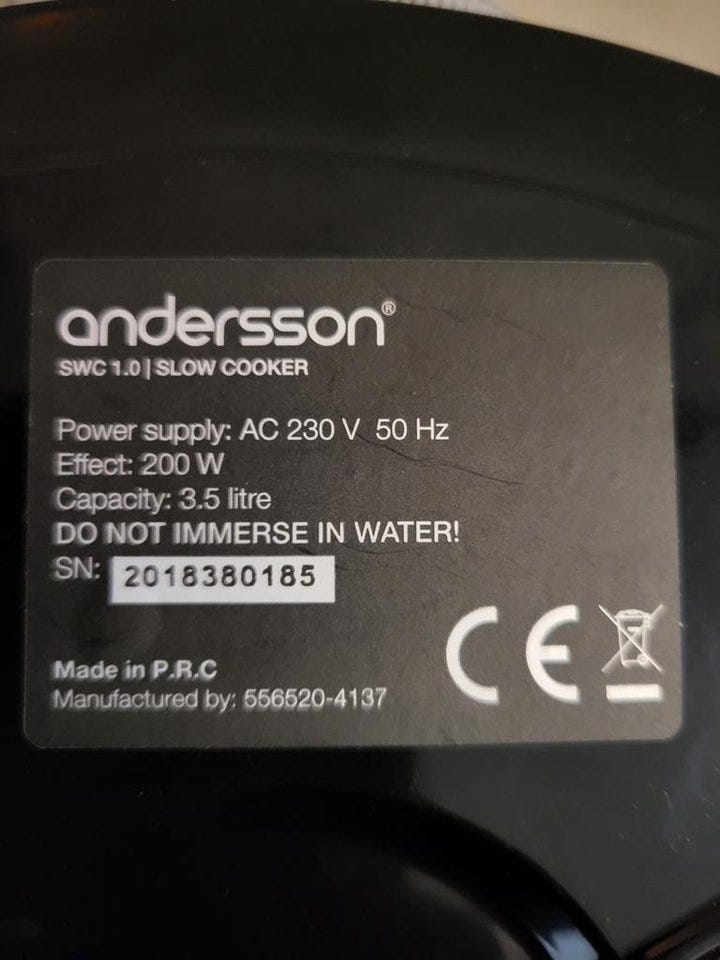 andersson®
SWC 1.0 | SLOW COOKER
Power supply: AC 230 V 50 Hz
Effect: 200 W
Capacity: 3.5 litre
DO NOT IMMERSE IN WATER!
SN: 2018380185
Made in P.R.C
Manufactured by: 556520-4137
CE